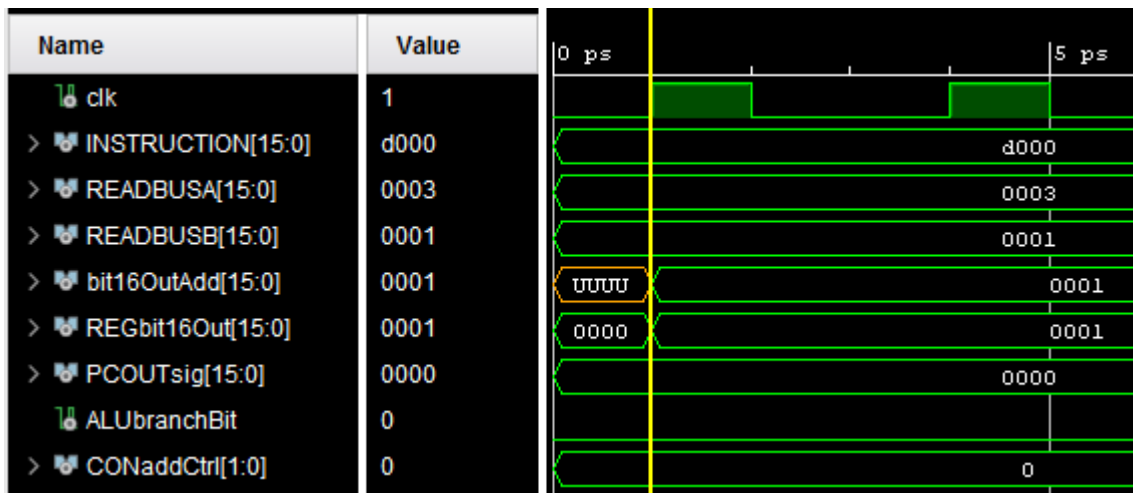 Name Value 0 ps 5 ps
clk 1
> INSTRUCTION[15:0] d000 d000
> READBUSA[15:0] 0003 0003
> READBUSB[15:0] 0001 0001
> bit16OutAdd[15:0] 0001 UUUU 0001
> REGbit16Out[15:0] 0001 0000 0001
> PCOUTsig[15:0] 0000 0000
ALUbranchBit 0
> CONaddCtrl[1:0] 0 0